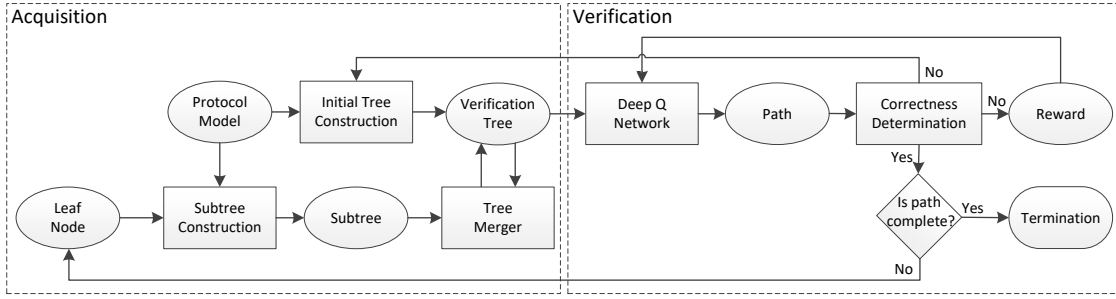 Acquisition
Verification
No
Protocol
Model
Initial Tree
Construction
Verification
Tree
Deep Q
Network
Path
Correctness
Determination
No
Reward
Yes
Leaf
Node
Subtree
Construction
Subtree
Tree
Merger
Is path
complete?
Yes
Termination
No